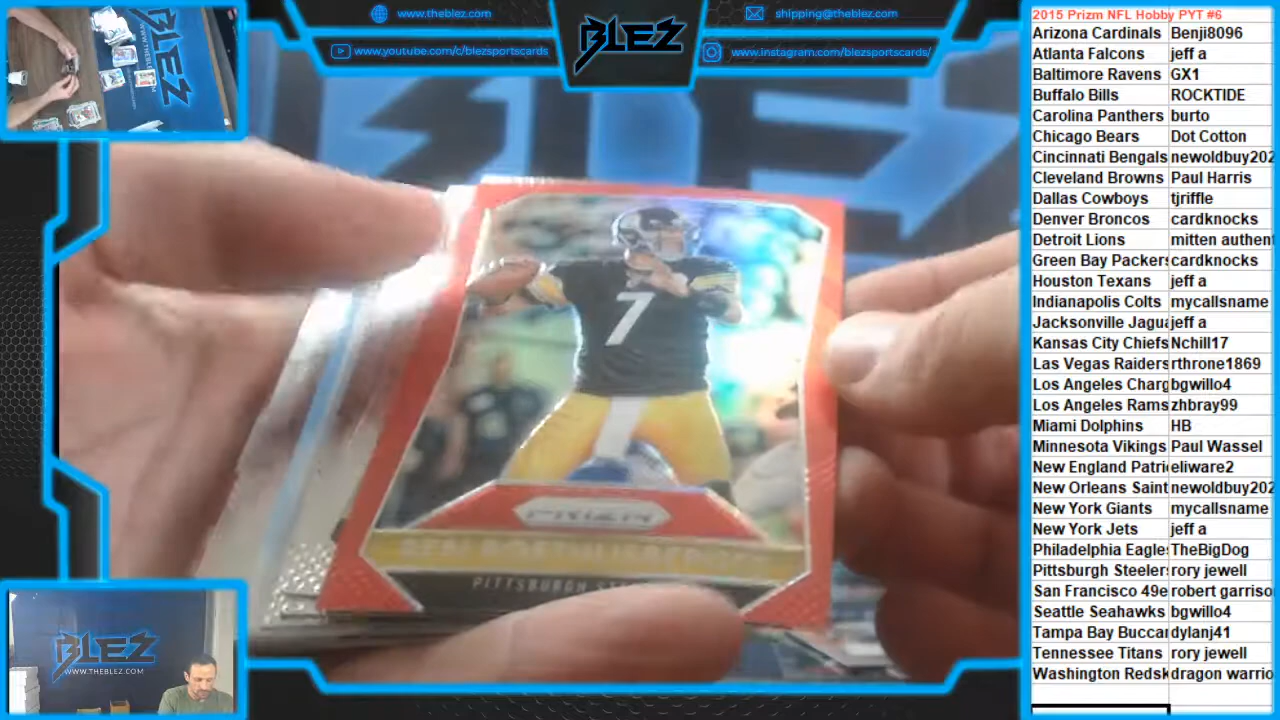 www.theblez.com
shipping@theblez.com
BLEZ
www.youtube.com/c/blezsportscards
www.instagram.com/blezsportscards/
7
PRIZM
BEN ROETHLISBERGER
PITTSBURGH
BLEZ
WWW.THEBLEZ.COM
2015 Prizm NFL Hobby PYT #6
Arizona Cardinals Benji8096
Atlanta Falcons jeff a
Baltimore Ravens GX1
Buffalo Bills ROCKTIDE
Carolina Panthers burto
Chicago Bears Dot Cotton
Cincinnati Bengals newoldbuy202
Cleveland Browns Paul Harris
Dallas Cowboys tjriffle
Denver Broncos cardknocks
Detroit Lions mitten authen
Green Bay Packers cardknocks
Houston Texans jeff a
Indianapolis Colts mycallsname
Jacksonville Jagua jeff a
Kansas City Chiefs Nchill17
Las Vegas Raiders rthrone1869
Los Angeles Charg bgwillo4
Los Angeles Rams zhbray99
Miami Dolphins HB
Minnesota Vikings Paul Wassel
New England Patri eliware2
New Orleans Saint newoldbuy202
New York Giants mycallsname
New York Jets jeff a
Philadelphia Eagle TheBigDog
Pittsburgh Steeler rory jewell
San Francisco 49e robert garriso
Seattle Seahawks bgwillo4
Tampa Bay Bucca dylanj41
Tennessee Titans rory jewell
Washington Redsk dragon warrio